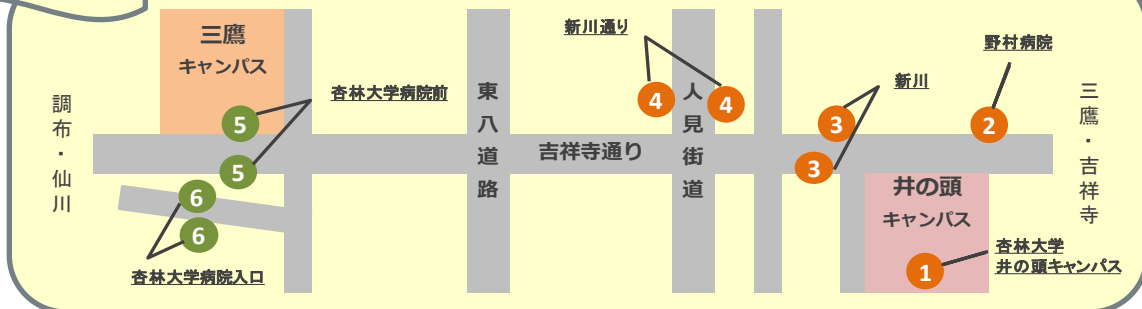 三鷹
キャンパス
調布・仙川
5
5
杏林大学病院前
6
6
杏林大学病院入口
東八道路
吉祥寺通り
新川通り
4
人見街道
4
新川
3
3
野村病院
2
三鷹・吉祥寺
井の頭
キャンパス
1
杏林大学
井の頭キャンパス